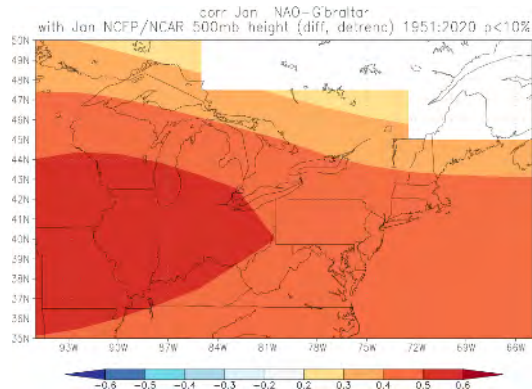 corr Jan NAO-Gibraltar
with Jan NCEP/NCAR 500mb height (diff, detrend) 1951:2020 p<10%
50N
49N
48N
47N
46N
45N
44N
43N
42N
41N
40N
39N
38N
37N
36N
35N
93W 90W 87W 84W 81W 78W 75W 72W 69W 66W
-0.6 -0.5 -0.4 -0.3 -0.2 0.2 0.3 0.4 0.5 0.6